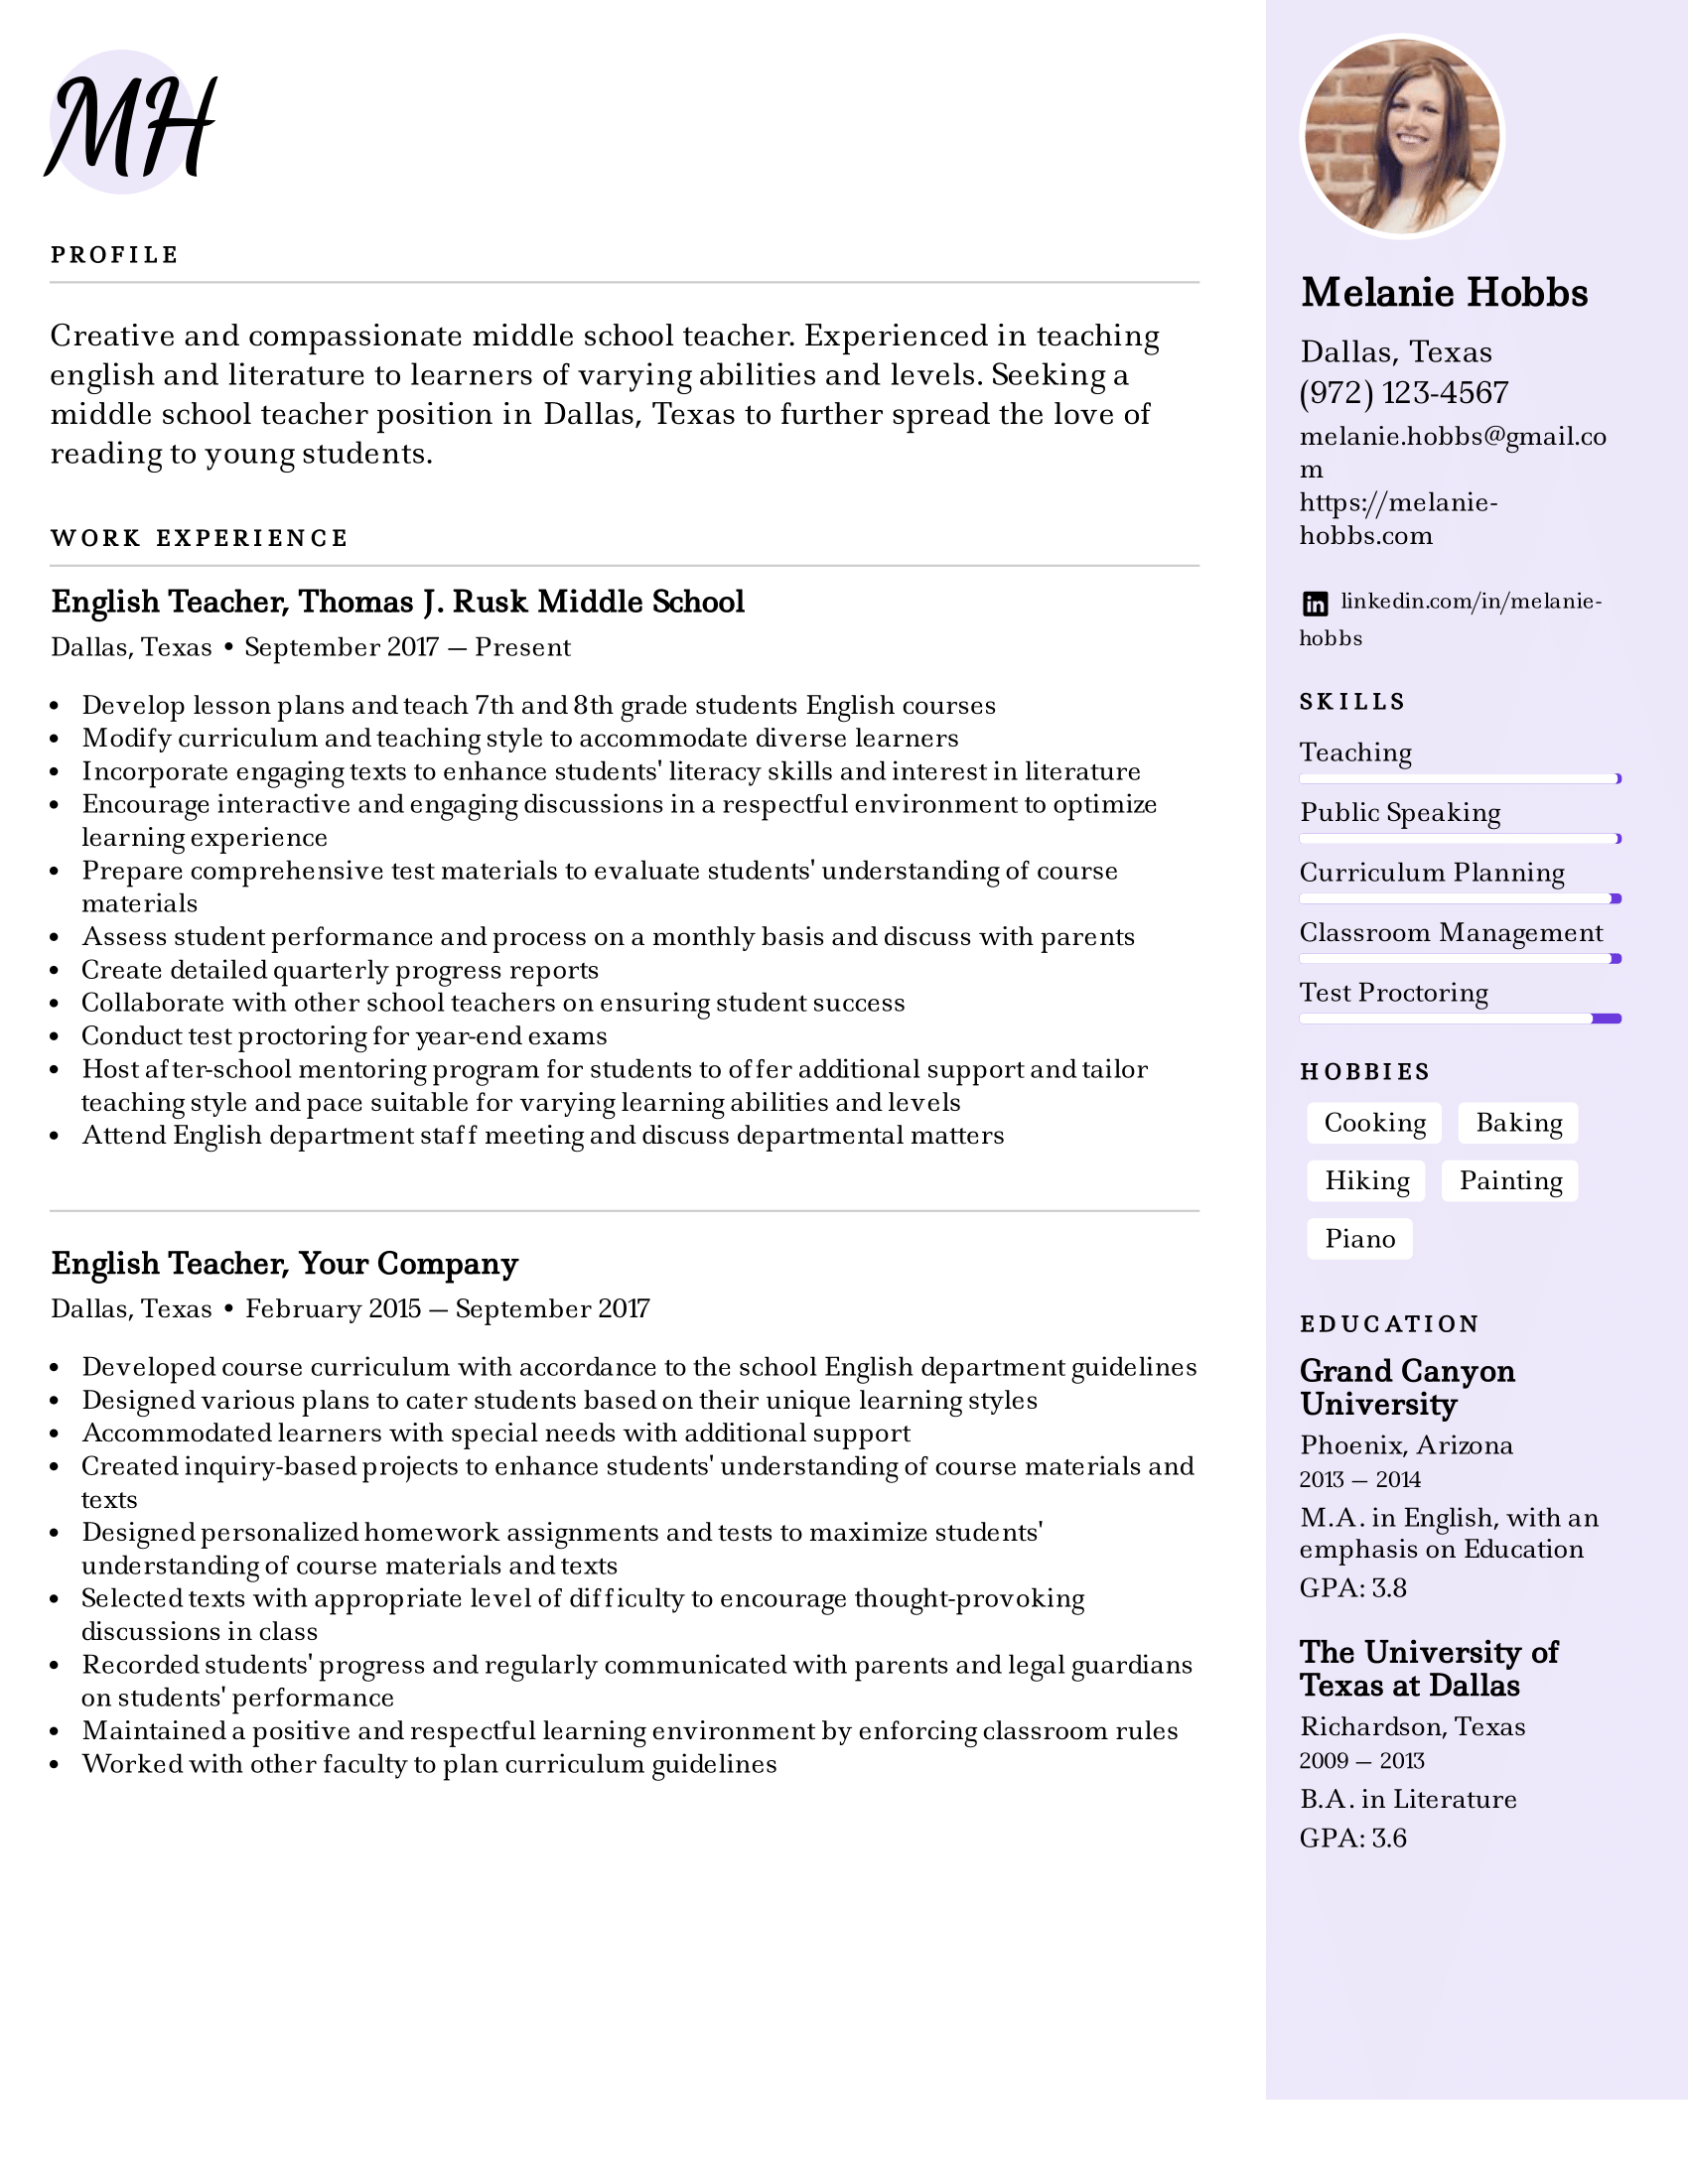 MH
PROFILE
Creative and compassionate middle school teacher. Experienced in teaching
english and literature to learners of varying abilities and levels. Seeking a
middle school teacher position in Dallas, Texas to further spread the love of
reading to young students.
WORK EXPERIENCE
English Teacher, Thomas J. Rusk Middle School
Dallas, Texas • September 2017 — Present
• Develop lesson plans and teach 7th and 8th grade students English courses
• Modify curriculum and teaching style to accommodate diverse learners
• Incorporate engaging texts to enhance students' literacy skills and interest in literature
• Encourage interactive and engaging discussions in a respectful environment to optimize
learning experience
• Prepare comprehensive test materials to evaluate students' understanding of course
materials
• Assess student performance and process on a monthly basis and discuss with parents
• Create detailed quarterly progress reports
• Collaborate with other school teachers on ensuring student success
• Conduct test proctoring for year-end exams
• Host after-school mentoring program for students to offer additional support and tailor
teaching style and pace suitable for varying learning abilities and levels
• Attend English department staff meeting and discuss departmental matters
English Teacher, Your Company
Dallas, Texas • February 2015 — September 2017
• Developed course curriculum with accordance to the school English department guidelines
• Designed various plans to cater students based on their unique learning styles
• Accommodated learners with special needs with additional support
• Created inquiry-based projects to enhance students' understanding of course materials and
texts
• Designed personalized homework assignments and tests to maximize students'
understanding of course materials and texts
• Selected texts with appropriate level of difficulty to encourage thought-provoking
discussions in class
• Recorded students' progress and regularly communicated with parents and legal guardians
on students' performance
• Maintained a positive and respectful learning environment by enforcing classroom rules
• Worked with other faculty to plan curriculum guidelines
Melanie Hobbs
Dallas, Texas
(972) 123-4567
melanie.hobbs@gmail.co
m
https://melanie-
hobbs.com
in linkedin.com/in/melanie-
hobbs
SKILLS
Teaching
Public Speaking
Curriculum Planning
Classroom Management
Test Proctoring
HOBBIES
Cooking Baking
Hiking Painting
Piano
EDUCATION
Grand Canyon
University
Phoenix, Arizona
2013 — 2014
M.A. in English, with an
emphasis on Education
GPA: 3.8
The University of
Texas at Dallas
Richardson, Texas
2009 — 2013
B.A. in Literature
GPA: 3.6